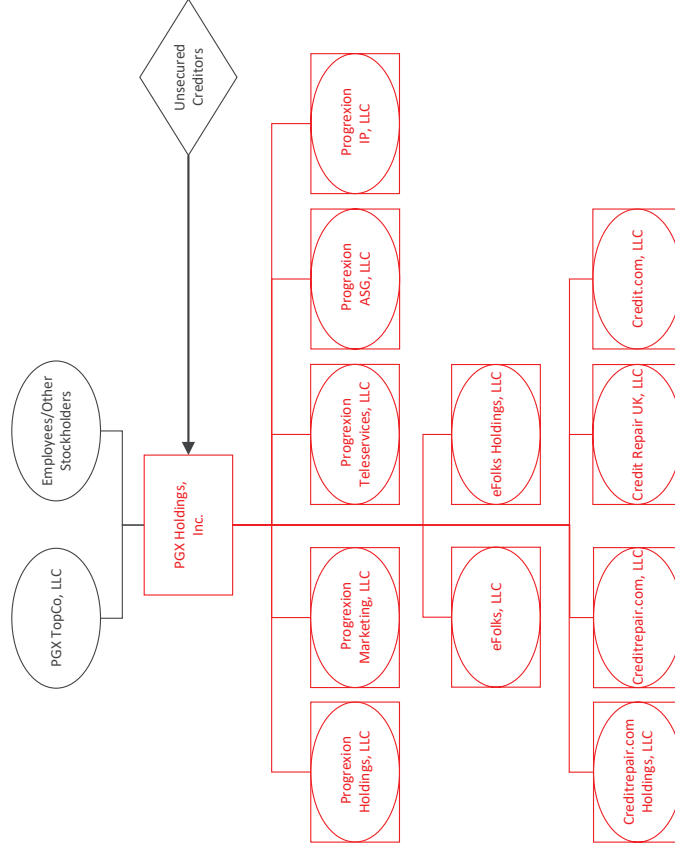 PGX TopCo, LLC
Employees/Other
Stockholders
Unsecured
Creditors
PGX Holdings,
Inc.
Progrexion
Holdings, LLC
Progrexion
Marketing, LLC
Progrexion
Teleservices, LLC
Progrexion
ASG, LLC
Progrexion
IP, LLC
eFolks, LLC
eFolks Holdings, LLC
Creditrepair.com
Holdings, LLC
Creditrepair.com, LLC
Credit Repair UK, LLC
Credit.com, LLC